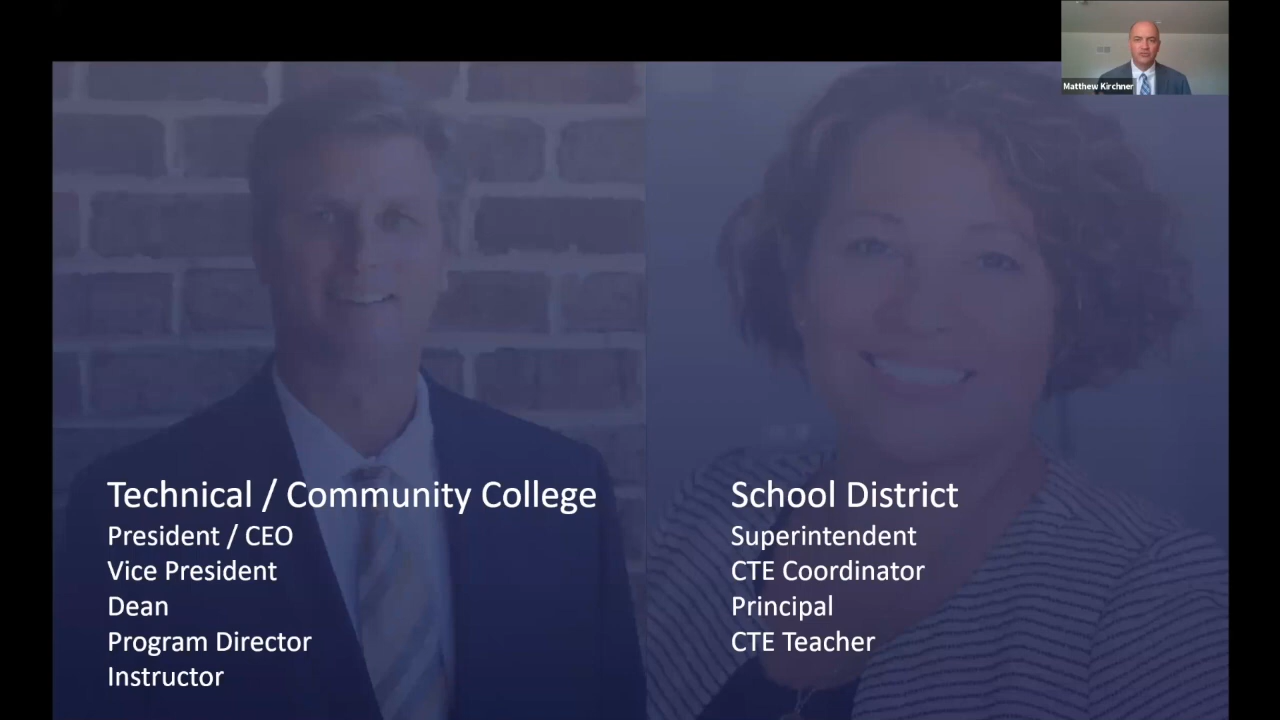 Matthew Kirchner
Technical / Community College
President / CEO
Vice President
Dean
Program Director
Instructor
School District
Superintendent
CTE Coordinator
Principal
CTE Teacher